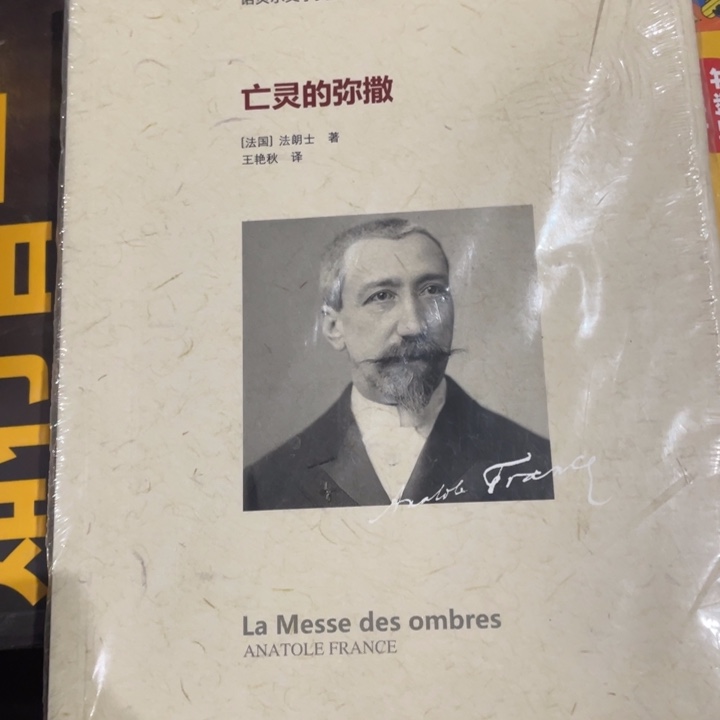 亡灵的弥撒
[法国] 法朗士 著
王艳秋 译
Anatole France
La Messe des ombres
ANATOLE FRANCE